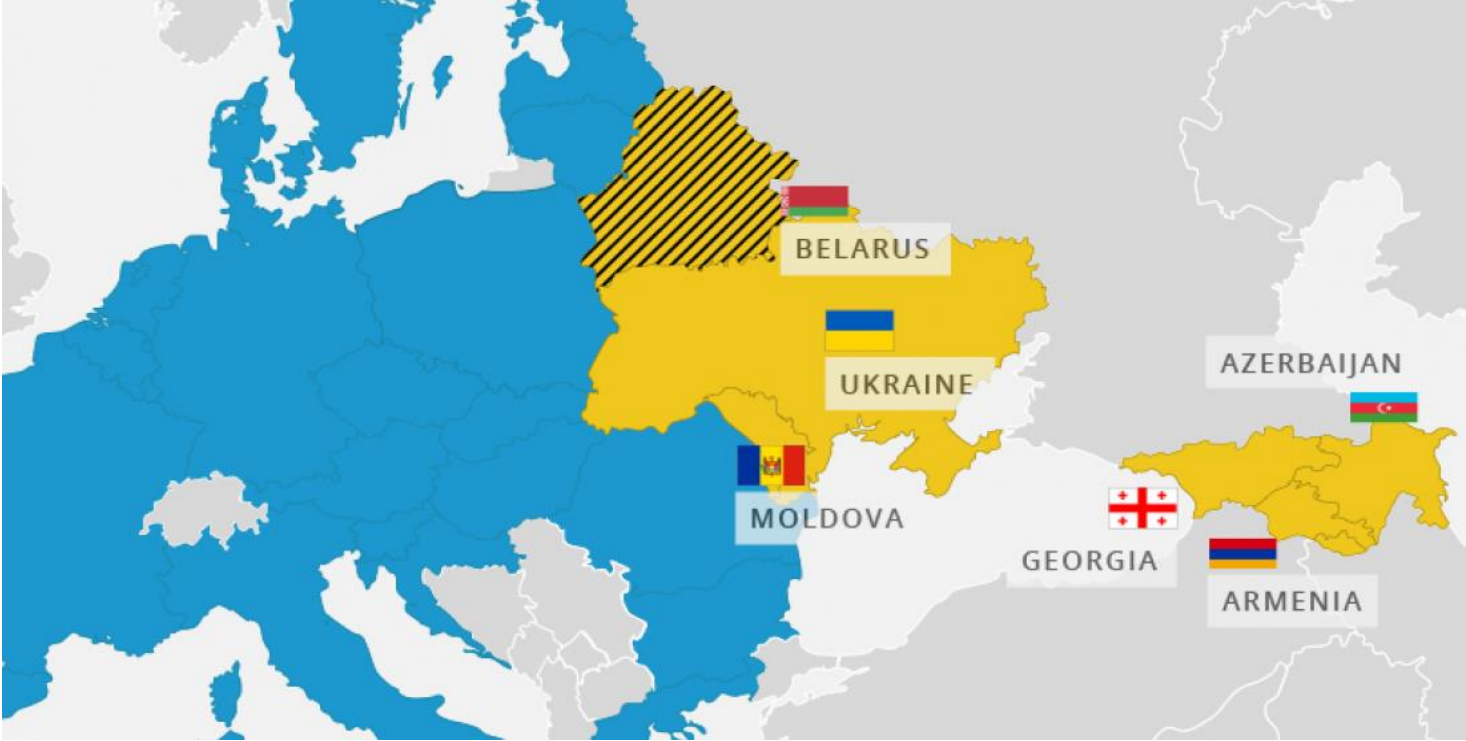 BELARUS
UKRAINE
AZERBAIJAN
MOLDOVA
GEORGIA
ARMENIA